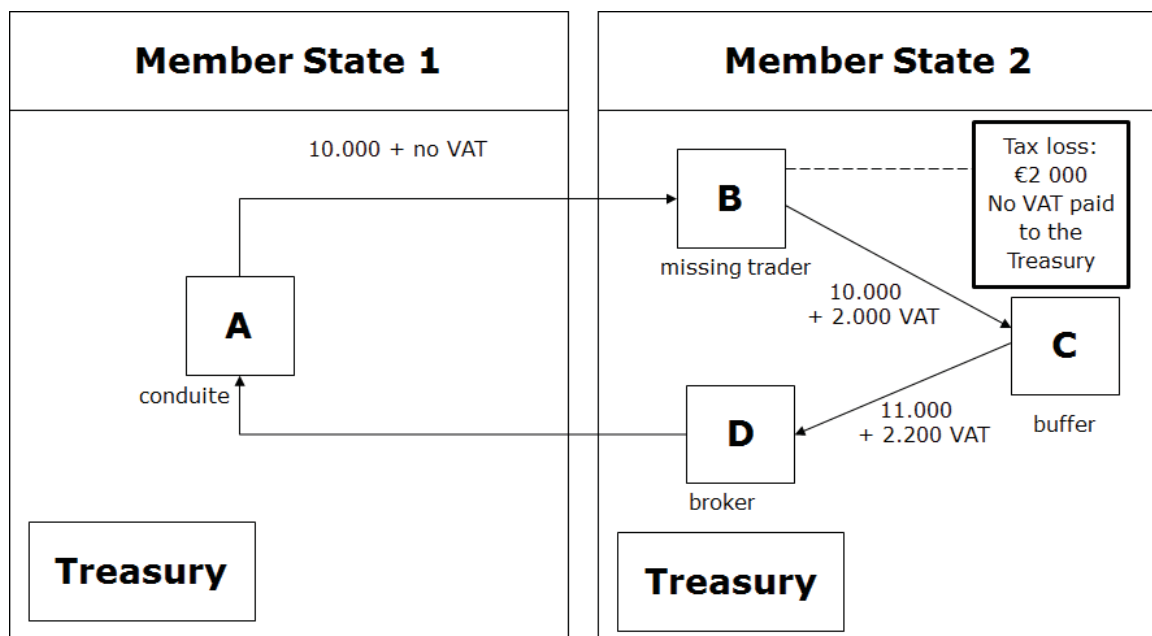 Member State 1
Member State 2
10.000 + no VAT
Tax loss:
€2 000
No VAT paid
to the
Treasury
B
missing trader
10.000
+ 2.000 VAT
A
conduite
C
buffer
11.000
+ 2.200 VAT
D
broker
Treasury
Treasury